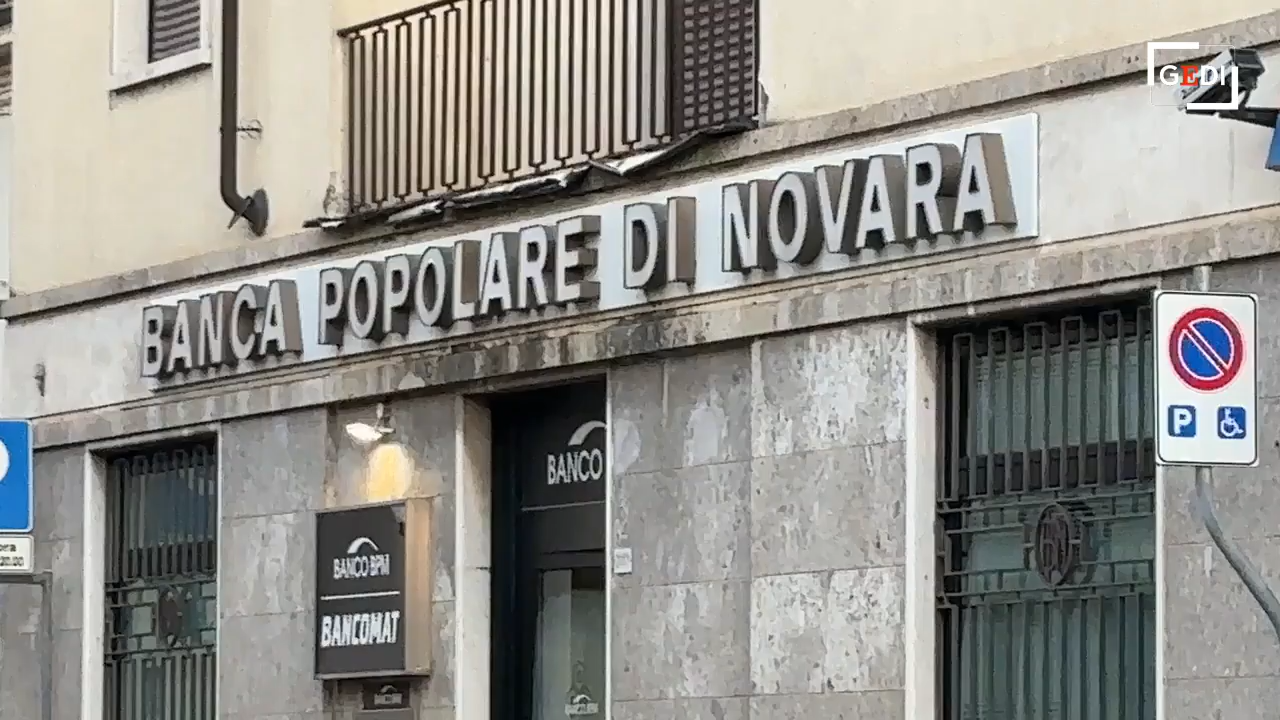 GEDI
BANCA POPOLARE DI NOVARA
P
BANCO
BANCO BPM
BANCOMAT